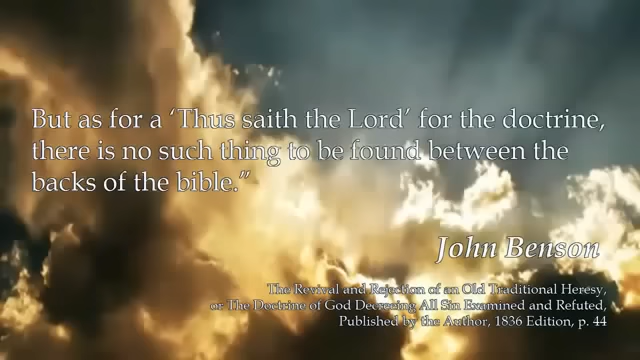 But as for a ‘Thus saith the Lord’ for the doctrine,
there is no such thing to be found between the
backs of the bible.”
John Benson
The Revival and Rejection of an Old Traditional Heresy,
or The Doctrine of God Decreeing All Sin Examined and Refuted,
Published by the Author, 1836 Edition, p. 44